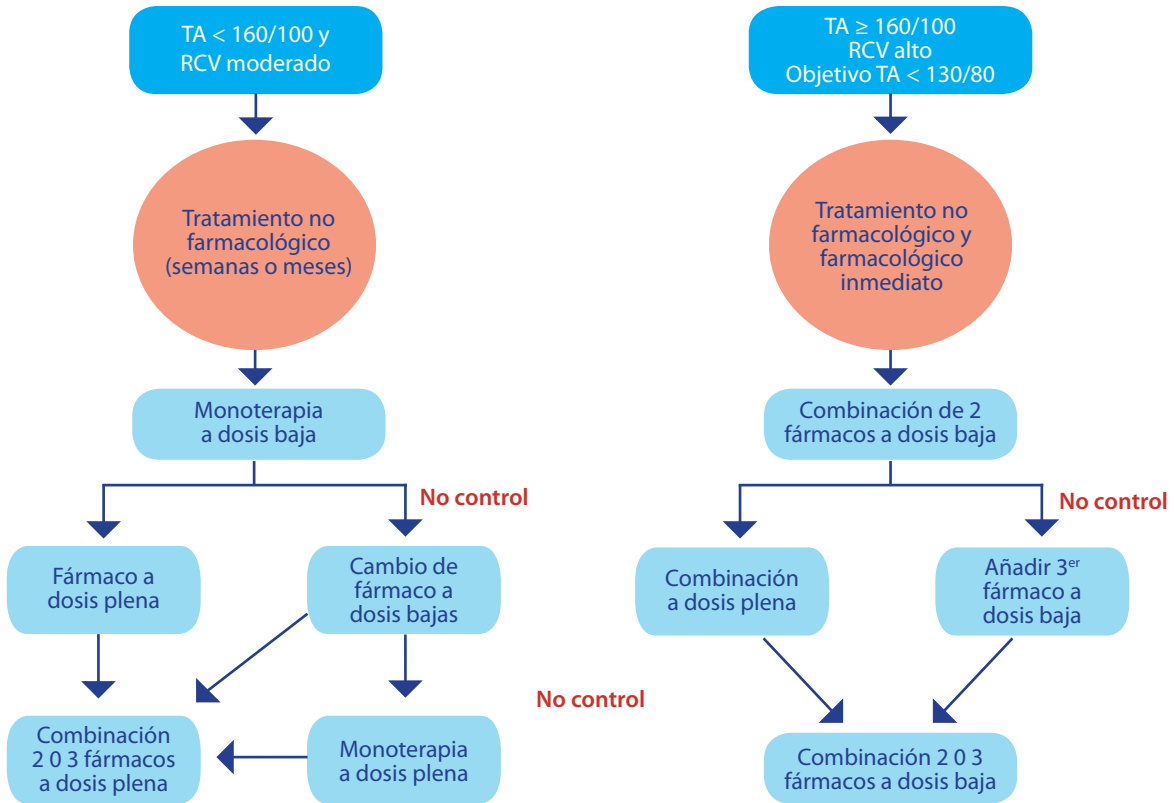 TA < 160/100 y
RCV moderado
Tratamiento no
farmacológico
(semanas o meses)
Monoterapia
a dosis baja
No control
Fármaco a
dosis plena
Cambio de
fármaco a
dosis bajas
No control
Combinación
2 0 3 fármacos
a dosis plena
Monoterapia
a dosis plena
TA ≥ 160/100
RCV alto
Objetivo TA < 130/80
Tratamiento no
farmacológico y
farmacológico
inmediato
Combinación de 2
fármacos a dosis baja
No control
Combinación
a dosis plena
Añadir 3er
fármaco a
dosis baja
Combinación 2 0 3
fármacos a dosis baja